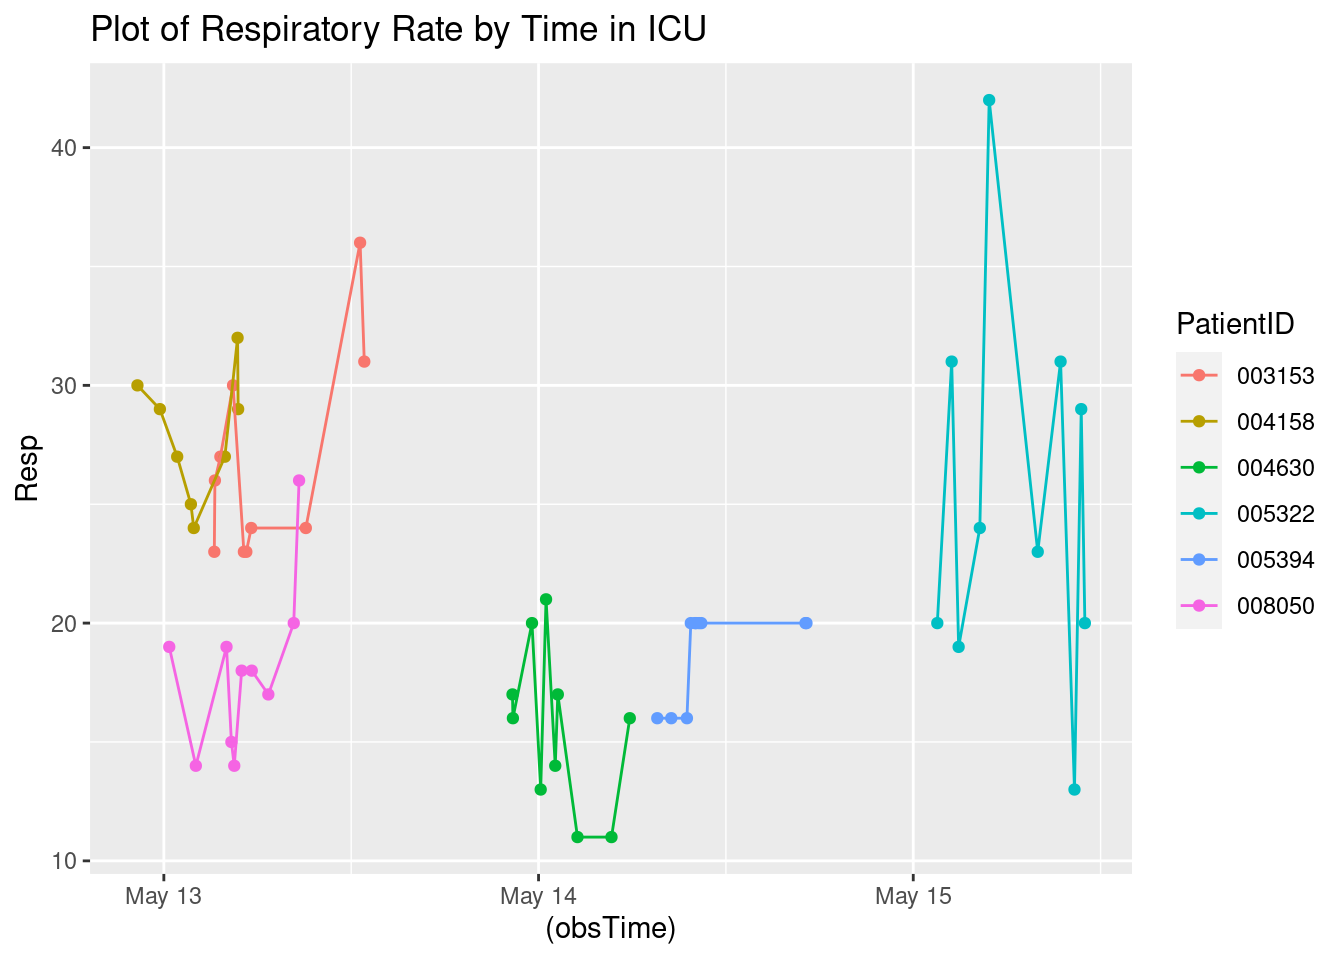 Plot of Respiratory Rate by Time in ICU
40
30
20
10
Resp
May 13
May 14
May 15
(obsTime)
PatientID
003153
004158
004630
005322
005394
008050